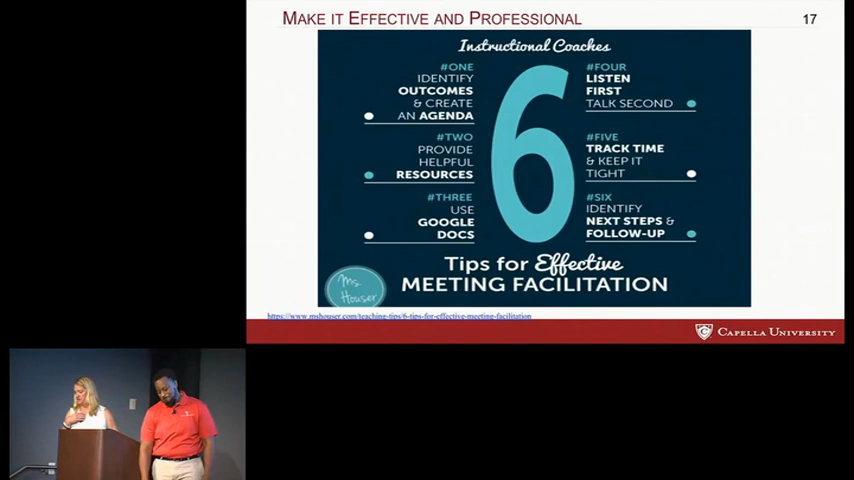 MAKE IT EFFECTIVE AND PROFESSIONAL
17
Instructional Coaches
#ONE
IDENTIFY
OUTCOMES
& CREATE
AN AGENDA
#TWO
PROVIDE
HELPFUL
RESOURCES
#THREE
USE
GOOGLE
DOCS
6
#FOUR
LISTEN
FIRST
TALK SECOND
#FIVE
TRACK TIME
& KEEP IT
TIGHT
#SIX
IDENTIFY
NEXT STEPS &
FOLLOW-UP
Tips for Effective
MEETING FACILITATION
Ms.
Houser
https://www.mshouser.com/teaching-tips/6-tips-for-effective-meeting-facilitation
CAPELLA UNIVERSITY